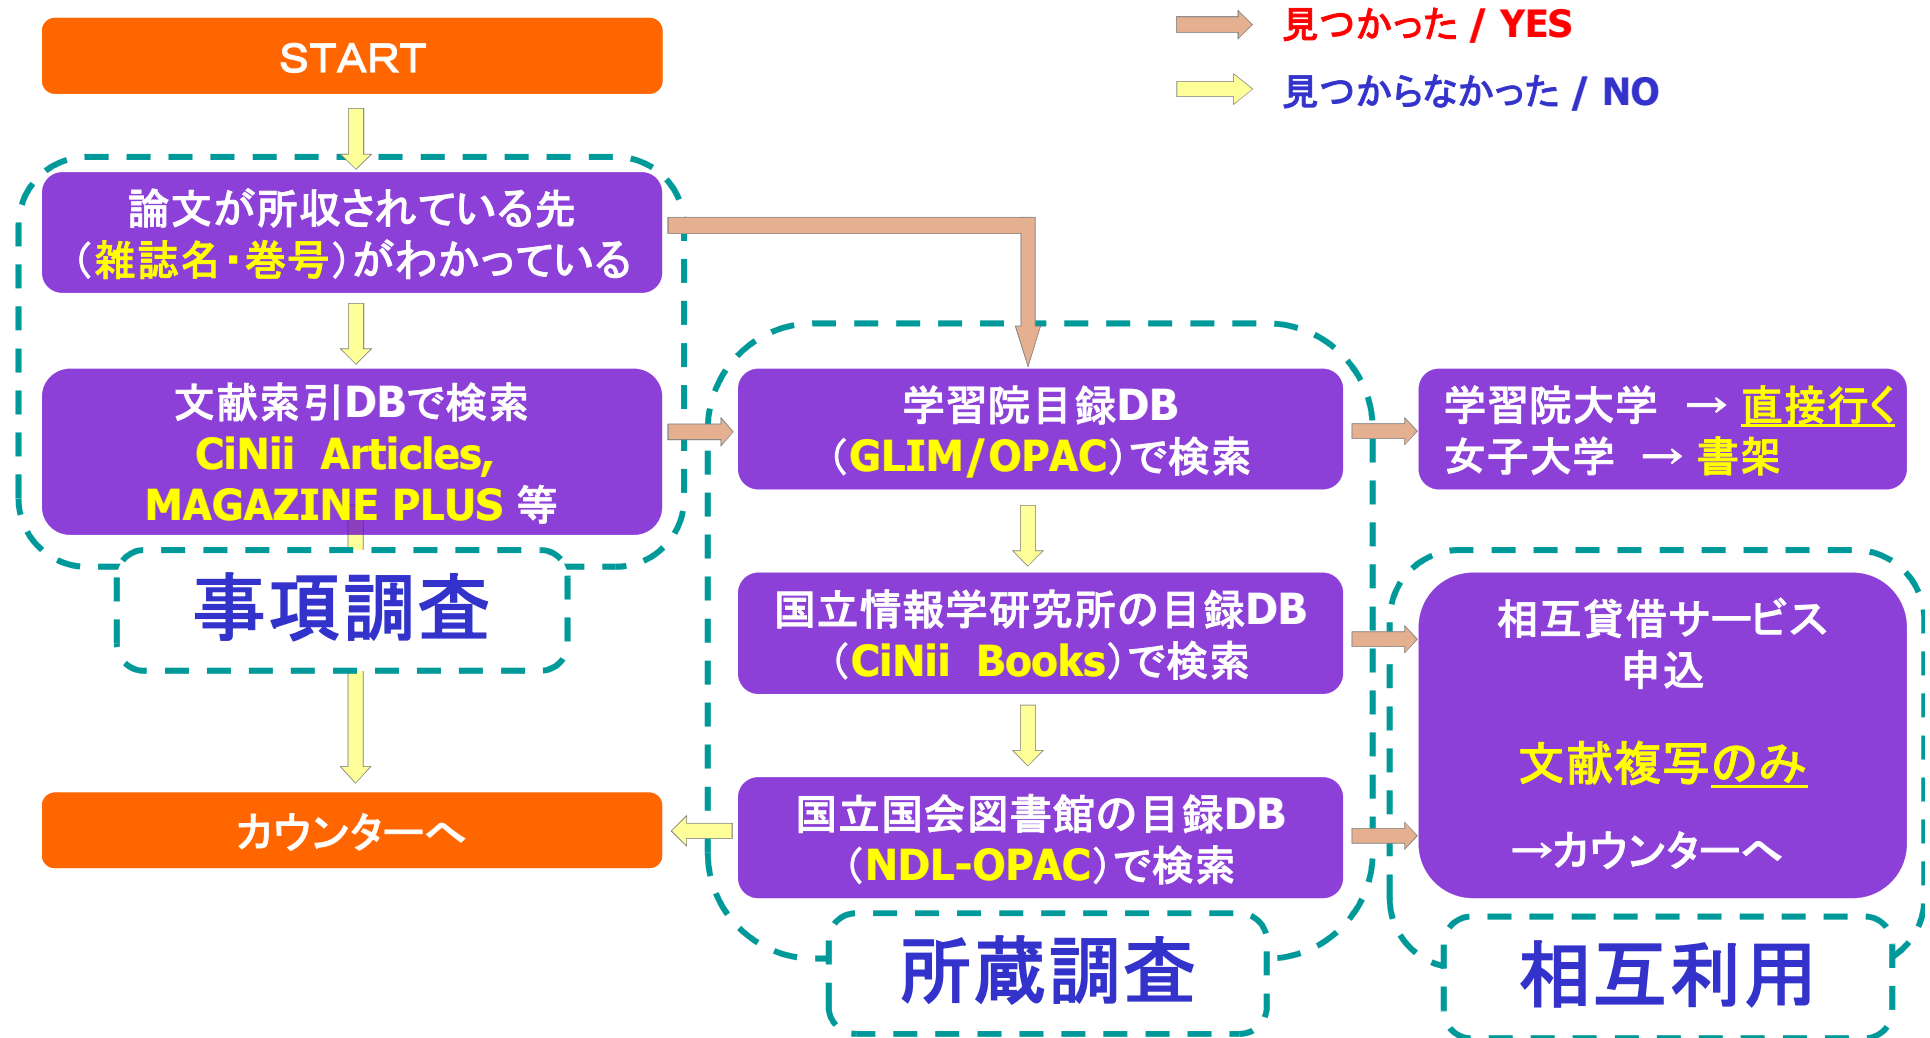 START
見つかった / YES
見つからなかった / NO
論文が所収されている先
（雑誌名・巻号）がわかっている
文献索引DBで検索
CiNii Articles,
MAGAZINE PLUS 等
事項調査
カウンターへ
学習院目録DB
（GLIM/OPAC）で検索
国立情報学研究所の目録DB
（CiNii Books）で検索
国立国会図書館の目録DB
（NDL-OPAC）で検索
所蔵調査
学習院大学 → 直接行く
女子大学 → 書架
相互貸借サービス
申込
文献複写のみ
→カウンターへ
相互利用